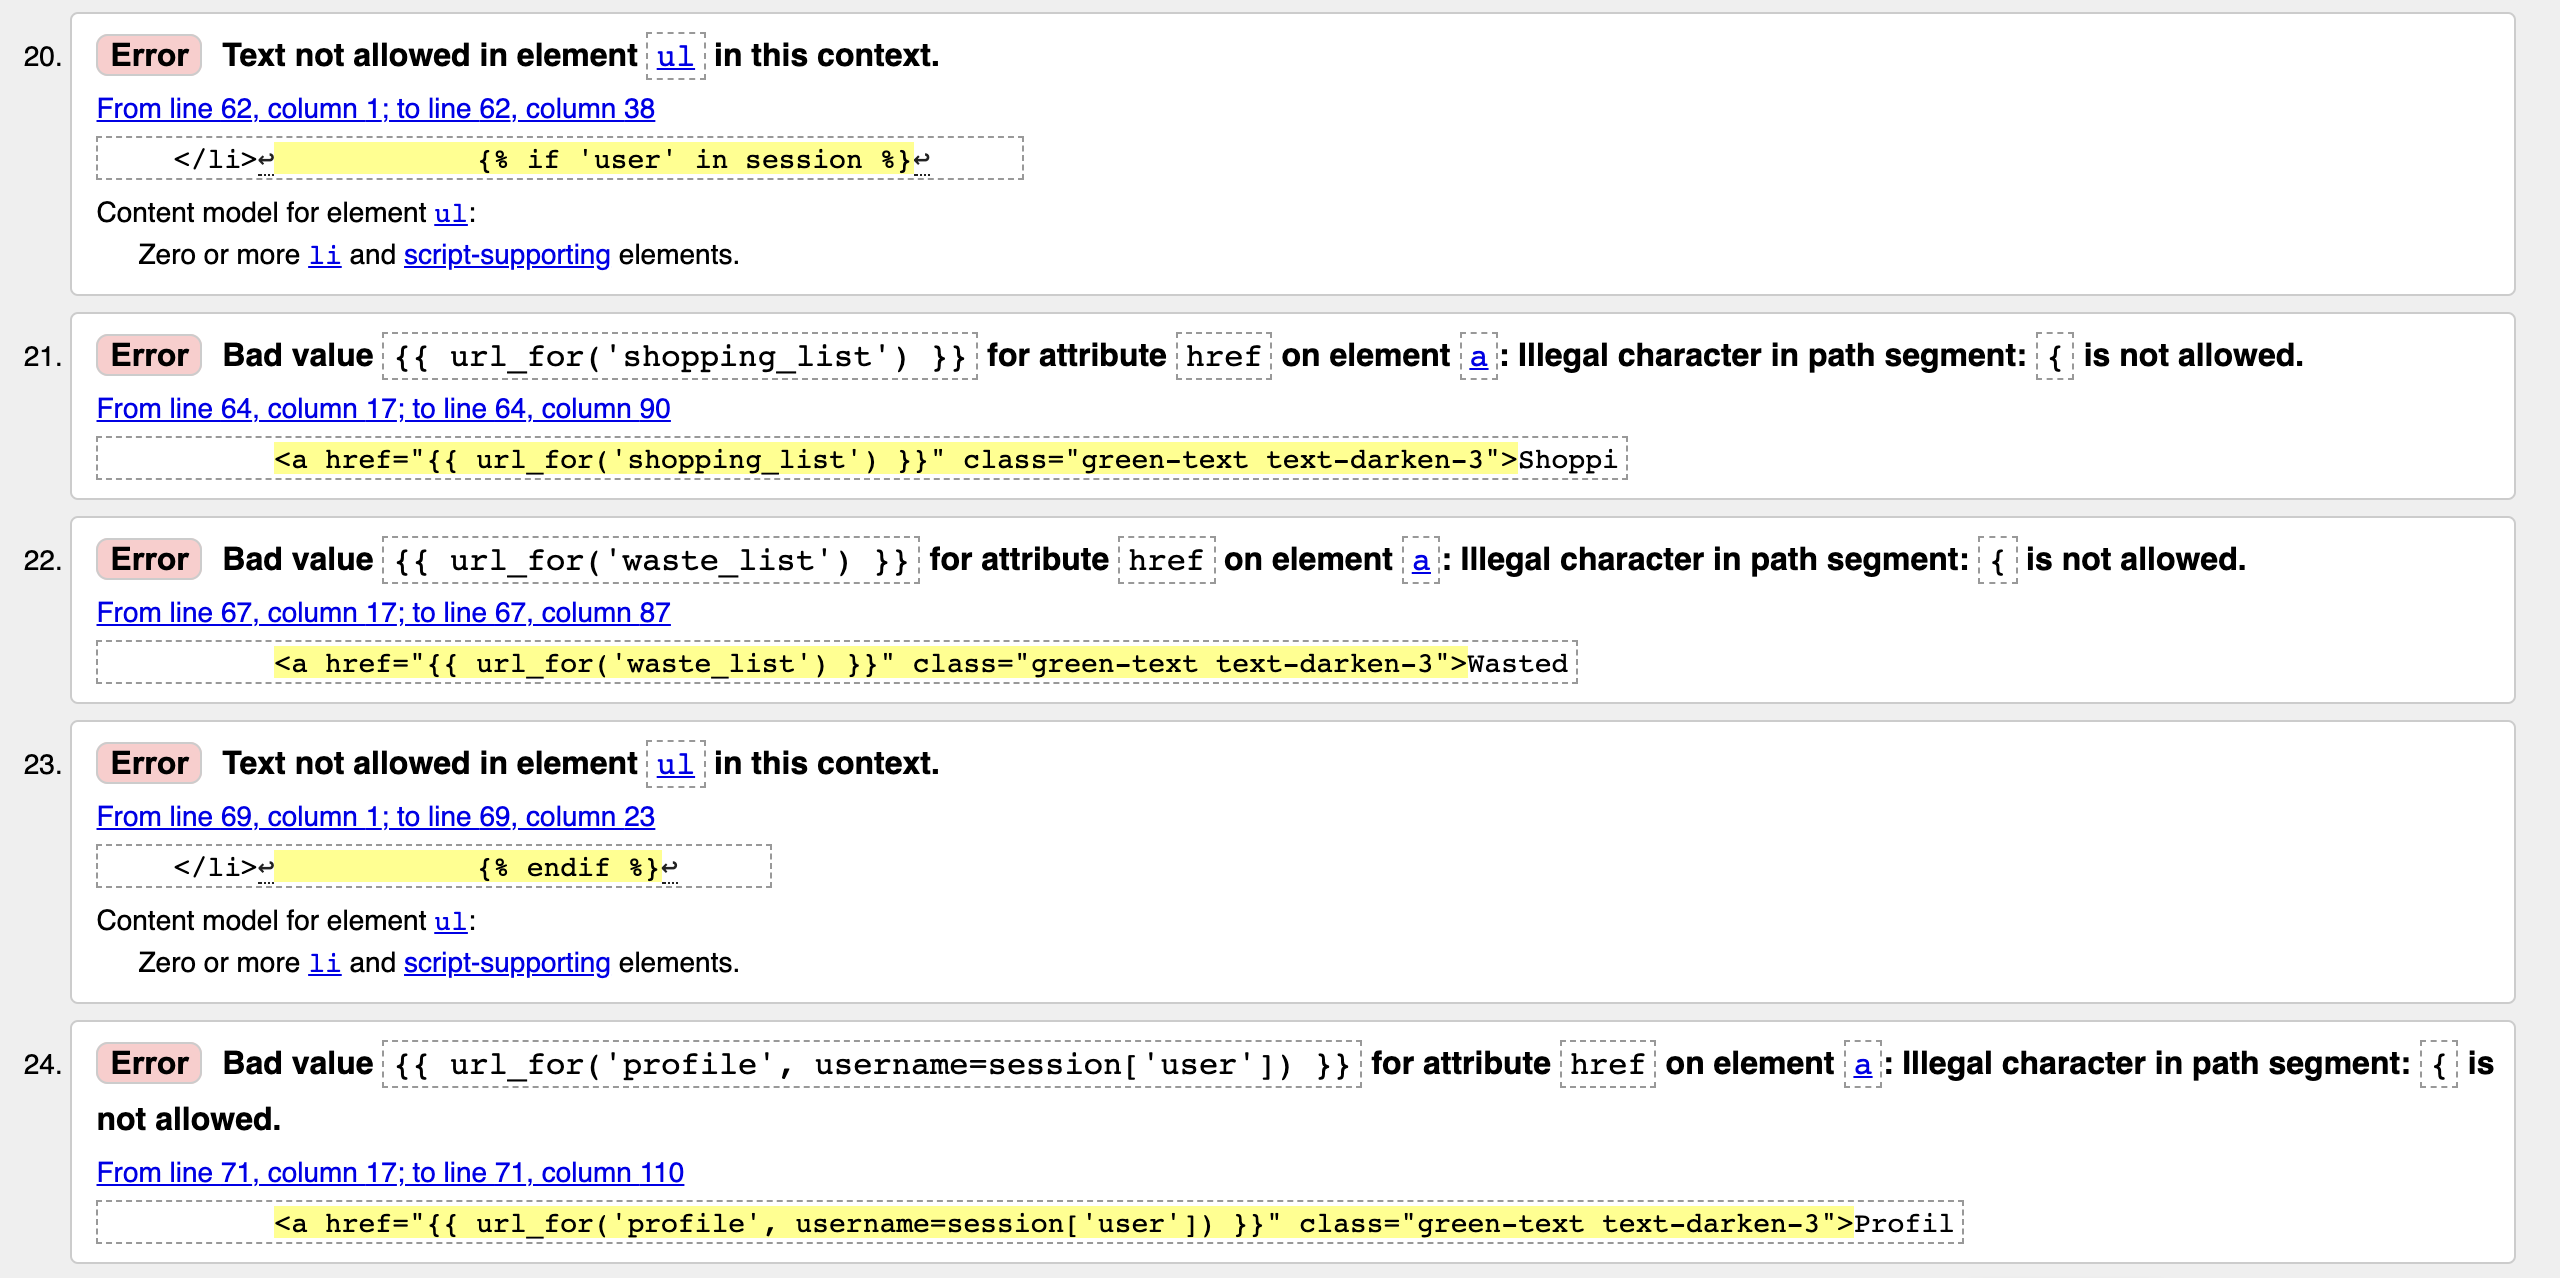 20. Error Text not allowed in element ul in this context.
From line 62, column 1; to line 62, column 38
</li>↩            {% if 'user' in session %}↩
Content model for element ul:
Zero or more li and script-supporting elements.
21. Error Bad value {{ url_for('shopping_list') }} for attribute href on element a: Illegal character in path segment: { is not allowed.
From line 64, column 17; to line 64, column 90
<a href="{{ url_for('shopping_list') }}" class="green-text text-darken-3">Shoppi
22. Error Bad value {{ url_for('waste_list') }} for attribute href on element a: Illegal character in path segment: { is not allowed.
From line 67, column 17; to line 67, column 87
<a href="{{ url_for('waste_list') }}" class="green-text text-darken-3">Wasted
23. Error Text not allowed in element ul in this context.
From line 69, column 1; to line 69, column 23
</li>↩            {% endif %}↩
Content model for element ul:
Zero or more li and script-supporting elements.
24. Error Bad value {{ url_for('profile', username=session['user']) }} for attribute href on element a: Illegal character in path segment: { is
not allowed.
From line 71, column 17; to line 71, column 110
<a href="{{ url_for('profile', username=session['user']) }}" class="green-text text-darken-3">Profil